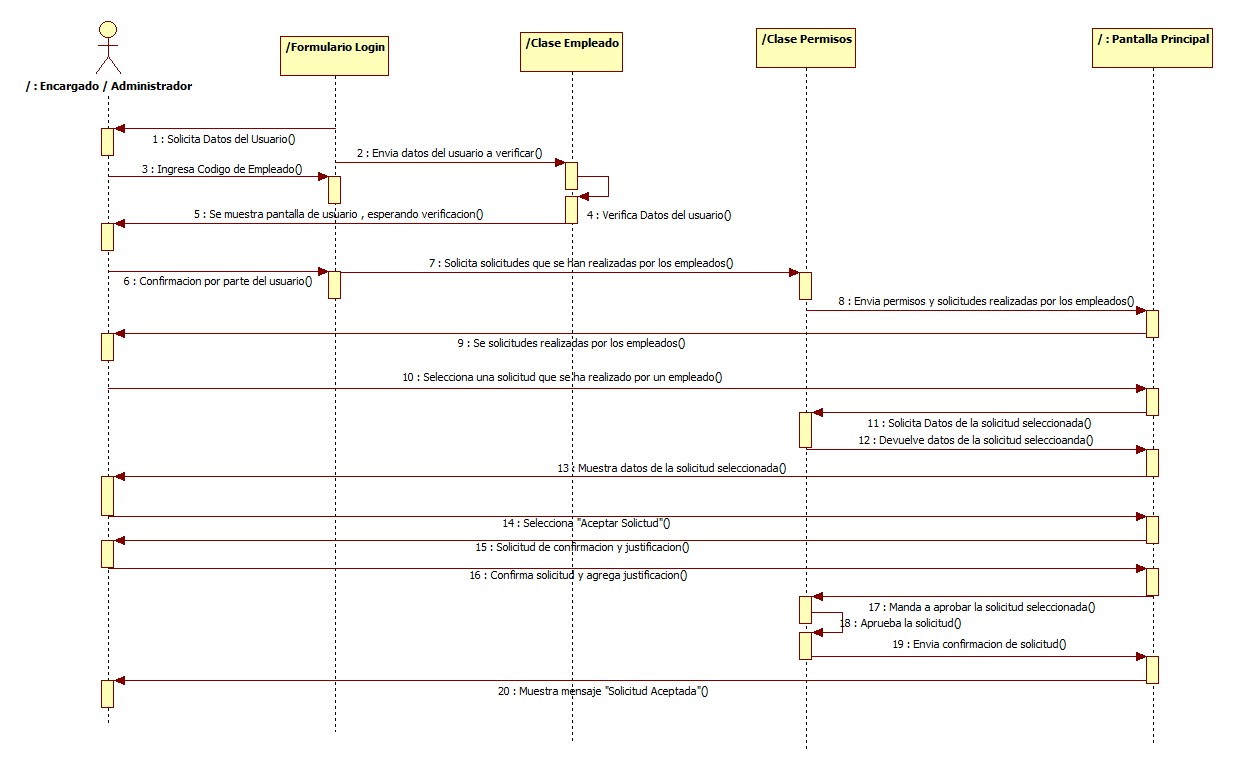 /Formulario Login
/Clase Empleado
/Clase Permisos
/ : Pantalla Principal
/ : Encargado / Administrador
1 : Solicita Datos del Usuario()
2 : Envia datos del usuario a verificar()
3 : Ingresa Codigo de Empleado()
4 : Verifica Datos del usuario()
5 : Se muestra pantalla de usuario , esperando verificacion()
6 : Confirmacion por parte del usuario()
7 : Solicita solicitudes que se han realizadas por los empleados()
8 : Envia permisos y solicitudes realizadas por los empleados()
9 : Se solicitudes realizadas por los empleados()
10 : Selecciona una solicitud que se ha realizado por un empleado()
11 : Solicita Datos de la solicitud seleccionada()
12 : Devuelve datos de la solicitud seleccioanda()
13 : Muestra datos de la solicitud seleccionada()
14 : Selecciona "Aceptar Solictud"()
15 : Solicitud de confirmacion y justificacion()
16 : Confirma solicitud y agrega justificacion()
17 : Manda a aprobar la solicitud seleccionada()
18 : Aprueba la solicitud()
19 : Envia confirmacion de solicitud()
20 : Muestra mensaje "Solicitud Aceptada"()